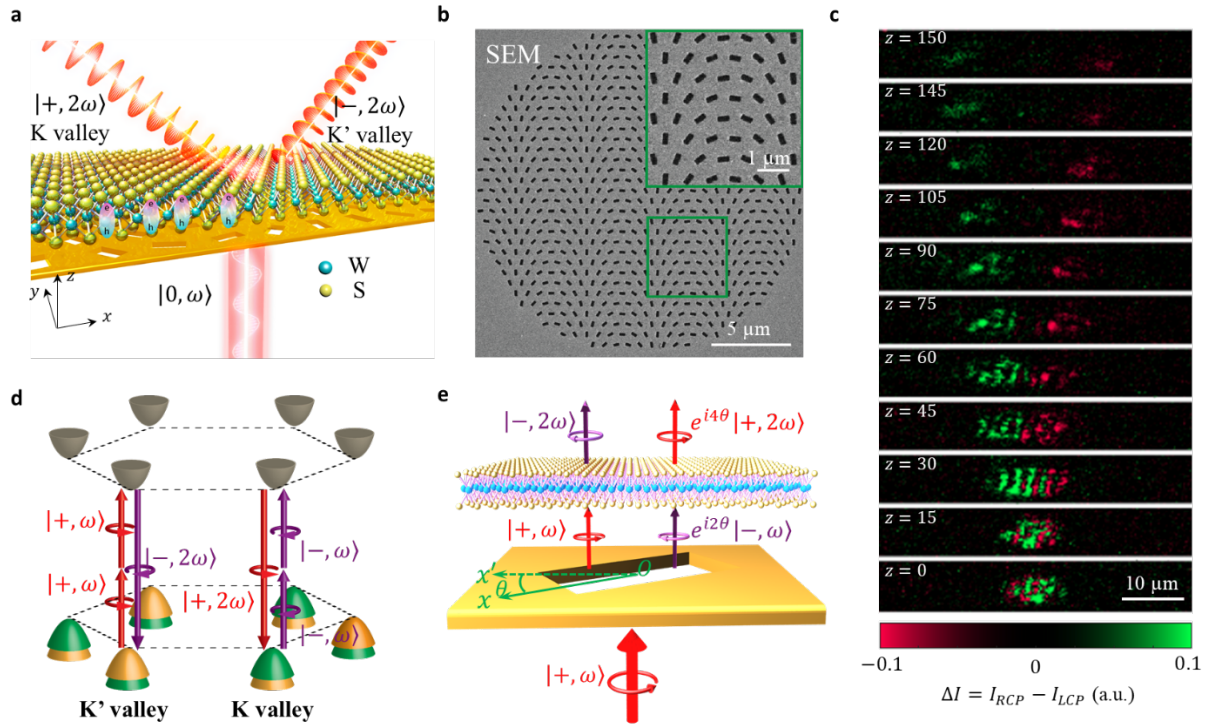 a
|+, 2ω⟩
K valley
|−, 2ω⟩
K' valley
e
h
e
h
e
h
e
h
|0, ω⟩
W
S
z
y
x
b
SEM
1 μm
5 μm
c
z = 150
z = 145
z = 120
z = 105
z = 90
z = 75
z = 60
z = 45
z = 30
z = 15
z = 0
10 μm
−0.1
0
0.1
ΔI = I_RCP − I_LCP (a.u.)
d
|+, ω⟩
|−, 2ω⟩
|+, ω⟩
|−, ω⟩
|+, 2ω⟩
|−, ω⟩
K' valley
K valley
e
|−, 2ω⟩
e^{i4θ}|+, 2ω⟩
|+, ω⟩
e^{i2θ}|−, ω⟩
x'
θ
O
x
|+, ω⟩